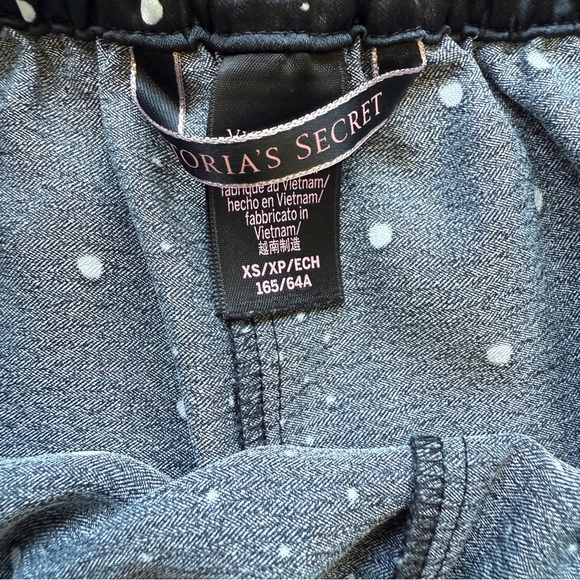 TORIA'S SECRET
fabriqué au Vietnam/
hecho en Vietnam/
fabbricato in
Vietnam/
越南制造
XS/XP/ECH
165/64A